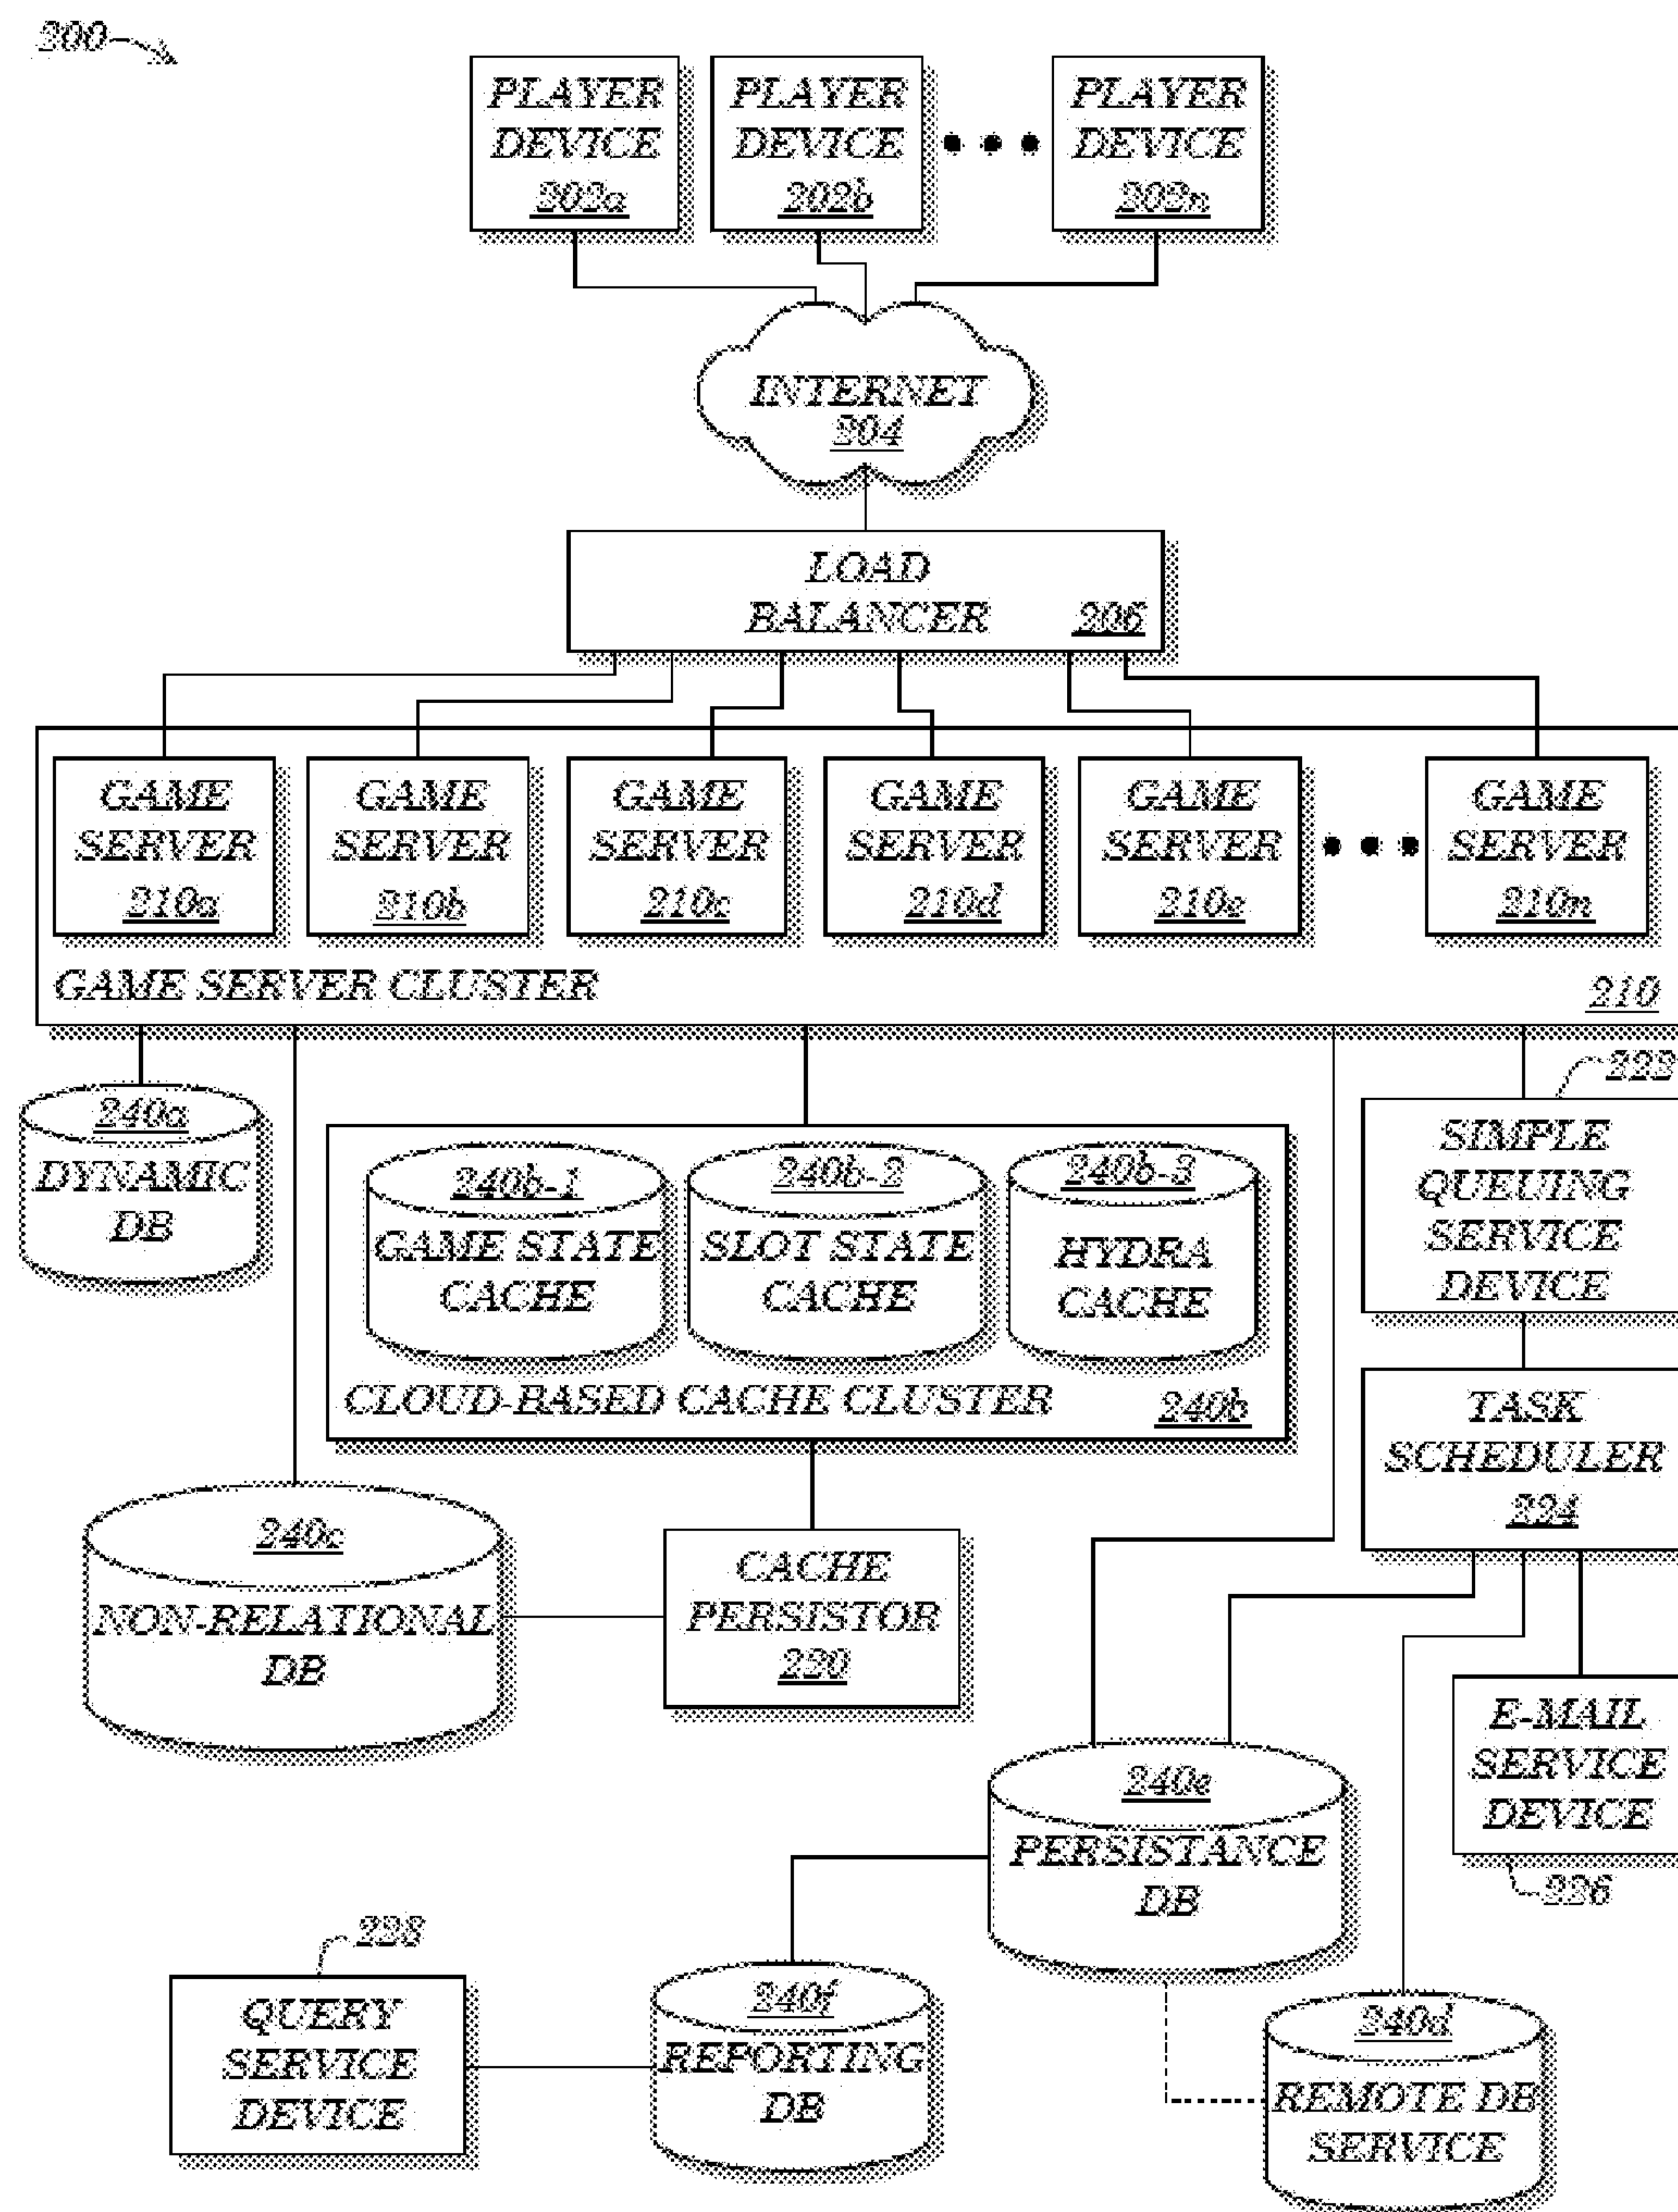 200
PLAYER
DEVICE
202a
PLAYER
DEVICE
202b
PLAYER
DEVICE
202n
INTERNET
204
LOAD
BALANCER
206
GAME
SERVER
210a
GAME
SERVER
210b
GAME
SERVER
210c
GAME
SERVER
210d
GAME
SERVER
210e
GAME
SERVER
210n
GAME SERVER CLUSTER
210
240a
DYNAMIC
DB
240b-1
GAME STATE
CACHE
240b-2
SLOT STATE
CACHE
240b-3
HYDRA
CACHE
CLOUD-BASED CACHE CLUSTER
240b
SIMPLE
QUEUING
SERVICE
DEVICE
TASK
SCHEDULER
224
240c
NON-RELATIONAL
DB
CACHE
PERSISTOR
220
E-MAIL
SERVICE
DEVICE
226
240e
PERSISTANCE
DB
228
QUERY
SERVICE
DEVICE
240f
REPORTING
DB
240d
REMOTE DB
SERVICE